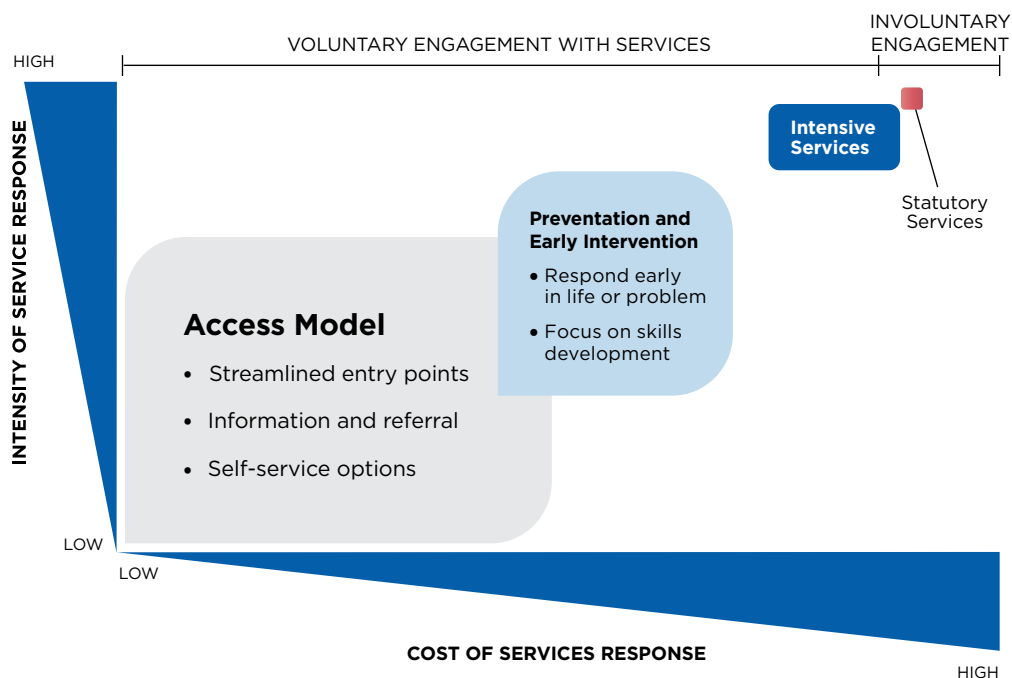 INVOLUNTARY
ENGAGEMENT
VOLUNTARY ENGAGEMENT WITH SERVICES
HIGH
INTENSITY OF SERVICE RESPONSE
Intensive
Services
Statutory
Services
Preventation and
Early Intervention
• Respond early
in life or problem
• Focus on skills
development
Access Model
• Streamlined entry points
• Information and referral
• Self-service options
LOW
LOW
COST OF SERVICES RESPONSE
HIGH